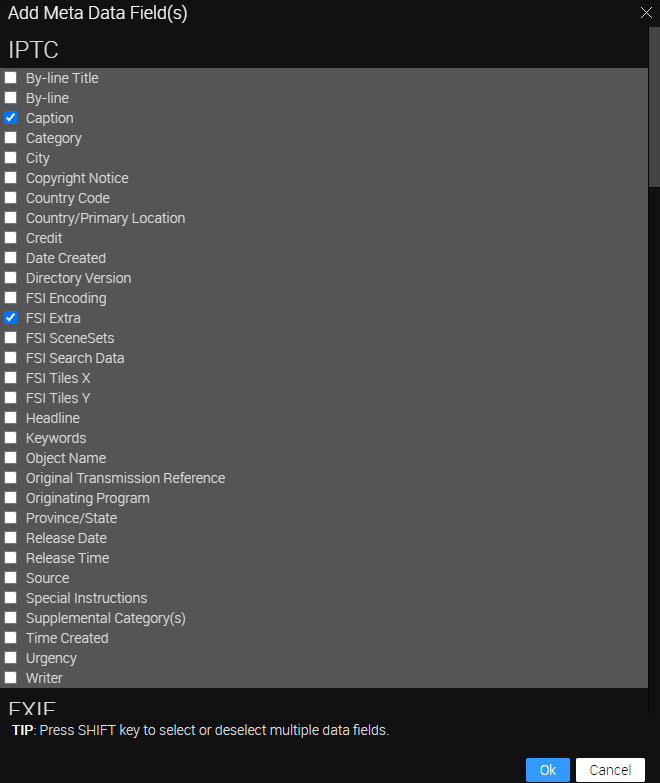 Add Meta Data Field(s)
IPTC
By-line Title
By-line
Caption
Category
City
Copyright Notice
Country Code
Country/Primary Location
Credit
Date Created
Directory Version
FSI Encoding
FSI Extra
FSI SceneSets
FSI Search Data
FSI Tiles X
FSI Tiles Y
Headline
Keywords
Object Name
Original Transmission Reference
Originating Program
Province/State
Release Date
Release Time
Source
Special Instructions
Supplemental Category(s)
Time Created
Urgency
Writer
EXIF
TIP: Press SHIFT key to select or deselect multiple data fields.
Ok Cancel